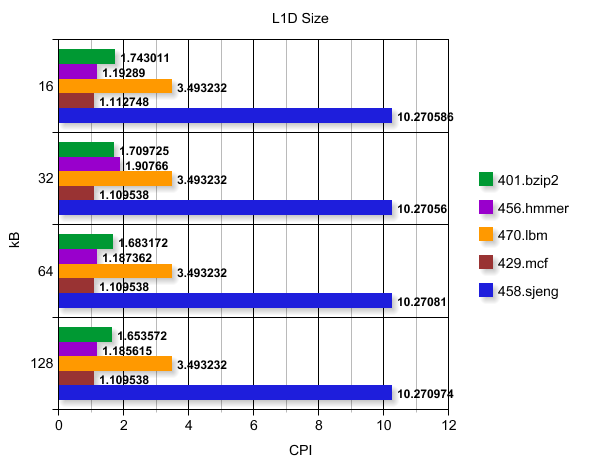 L1D Size
16
1.743011
1.19289
3.493232
1.112748
10.270586
32
1.709725
1.90766
3.493232
1.109538
10.27056
64
1.683172
1.187362
3.493232
1.109538
10.27081
128
1.653572
1.185615
3.493232
1.109538
10.270974
kB
0 2 4 6 8 10 12
CPI
401.bzip2
456.hmmer
470.lbm
429.mcf
458.sjeng